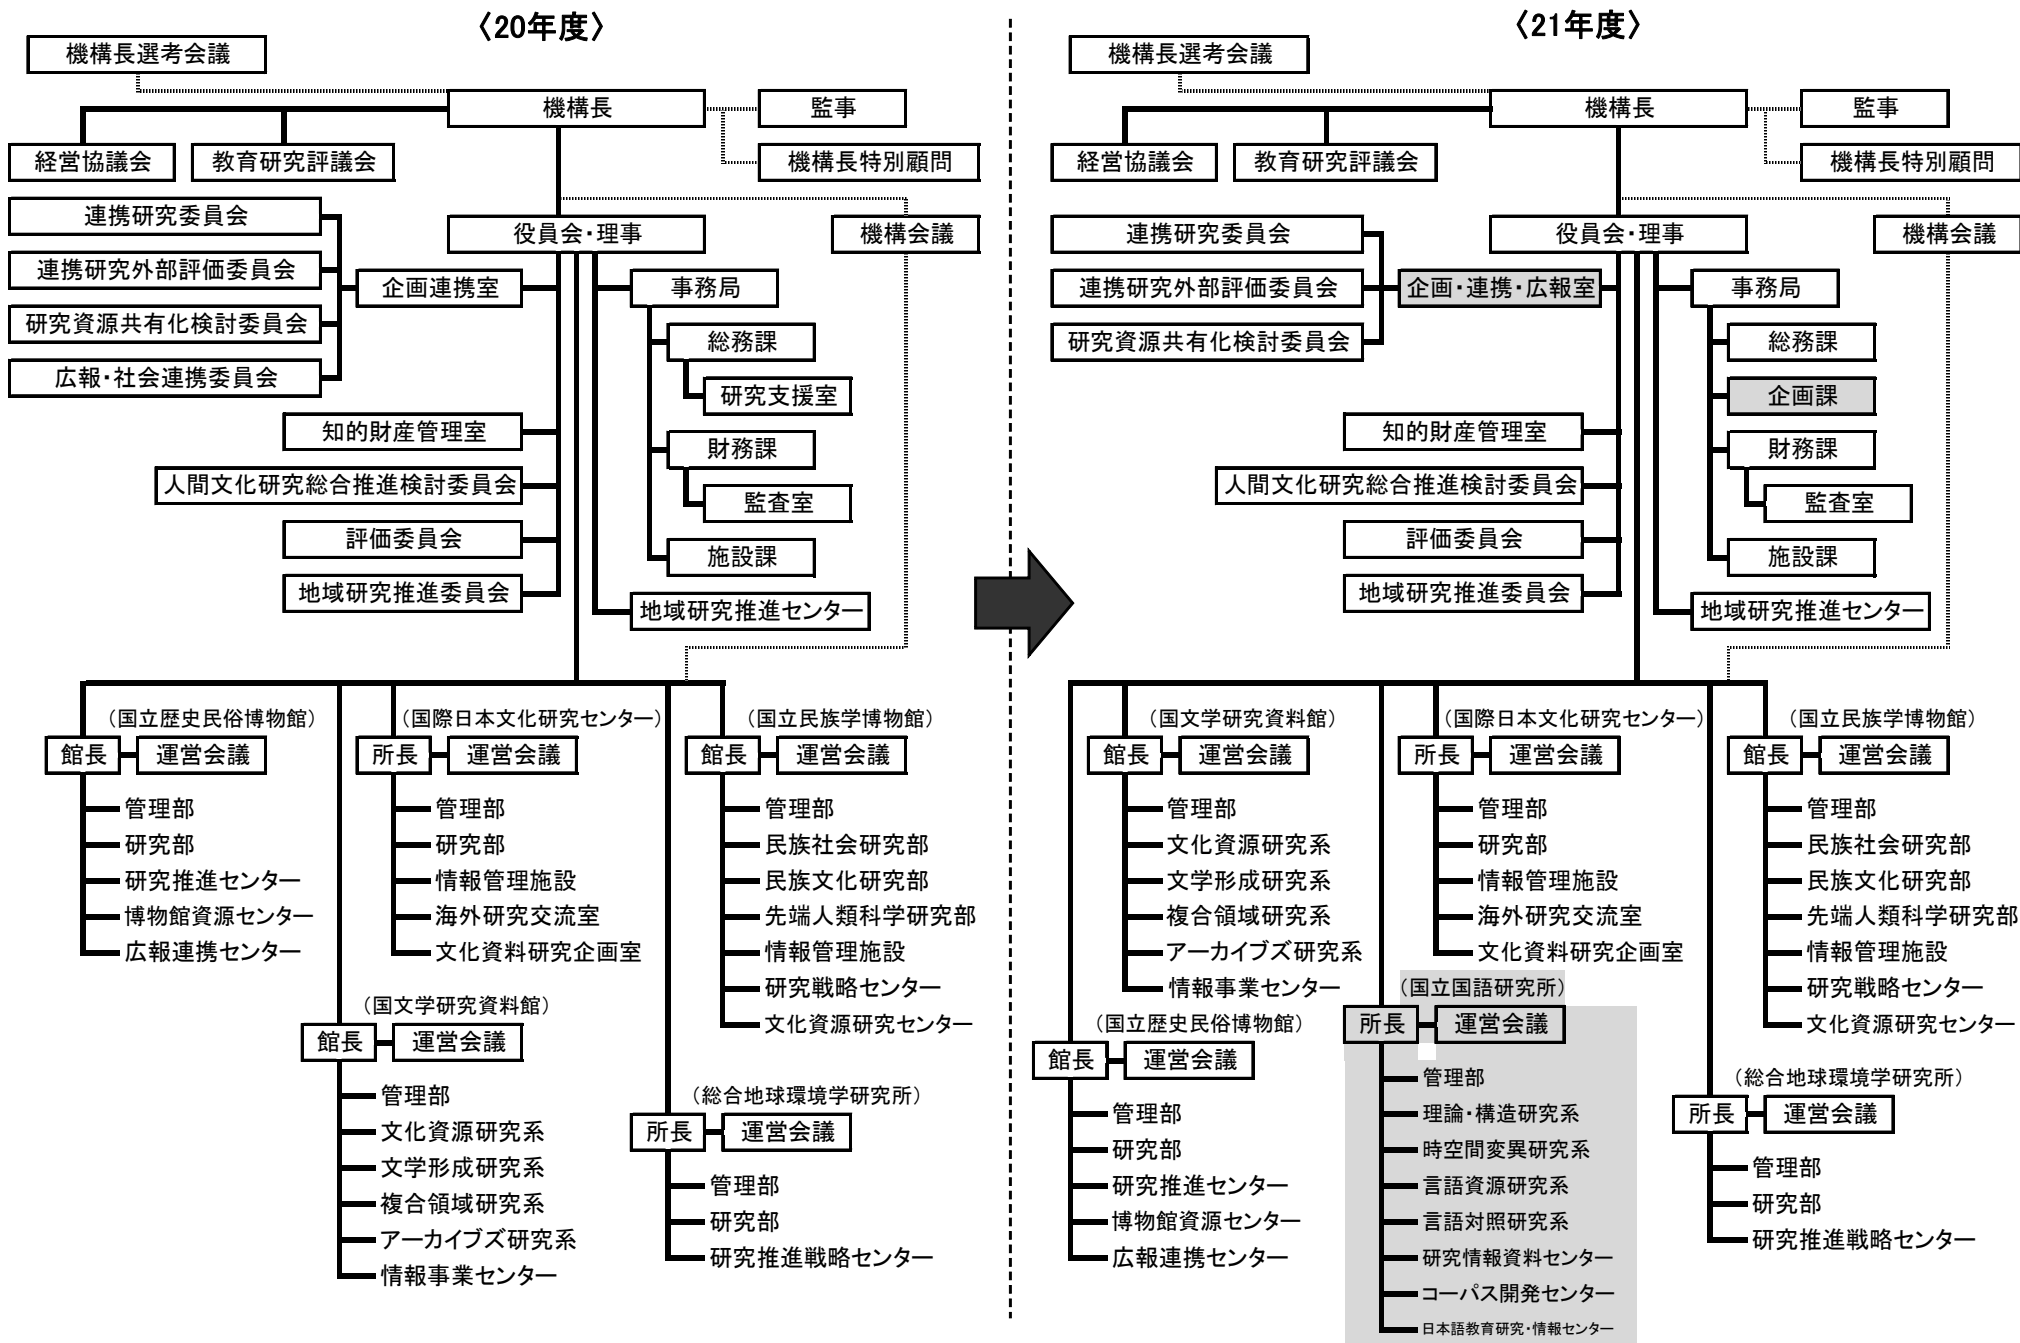 〈20年度〉
機構長選考会議
機構長
監事
経営協議会
教育研究評議会
機構長特別顧問
連携研究委員会
役員会・理事
機構会議
連携研究外部評価委員会
企画連携室
事務局
研究資源共有化検討委員会
総務課
広報・社会連携委員会
研究支援室
知的財産管理室
財務課
人間文化研究総合推進検討委員会
監査室
評価委員会
施設課
地域研究推進委員会
地域研究推進センター
（国立歴史民俗博物館）
館長
運営会議
管理部
研究部
研究推進センター
博物館資源センター
広報連携センター
（国文学研究資料館）
館長
運営会議
管理部
文化資源研究系
文学形成研究系
複合領域研究系
アーカイブズ研究系
情報事業センター
（国際日本文化研究センター）
所長
運営会議
管理部
研究部
情報管理施設
海外研究交流室
文化資料研究企画室
（総合地球環境学研究所）
所長
運営会議
管理部
研究部
研究推進戦略センター
（国立民族学博物館）
館長
運営会議
管理部
民族社会研究部
民族文化研究部
先端人類科学研究部
情報管理施設
研究戦略センター
文化資源研究センター
〈21年度〉
機構長選考会議
機構長
監事
経営協議会
教育研究評議会
機構長特別顧問
連携研究委員会
役員会・理事
機構会議
連携研究外部評価委員会
企画・連携・広報室
事務局
研究資源共有化検討委員会
総務課
企画課
知的財産管理室
財務課
人間文化研究総合推進検討委員会
監査室
評価委員会
施設課
地域研究推進委員会
地域研究推進センター
（国文学研究資料館）
館長
運営会議
管理部
文化資源研究系
文学形成研究系
複合領域研究系
アーカイブズ研究系
情報事業センター
（国立歴史民俗博物館）
館長
運営会議
管理部
研究部
研究推進センター
博物館資源センター
広報連携センター
（国際日本文化研究センター）
所長
運営会議
管理部
研究部
情報管理施設
海外研究交流室
文化資料研究企画室
（国立国語研究所）
所長
運営会議
管理部
理論・構造研究系
時空間変異研究系
言語資源研究系
言語対照研究系
研究情報資料センター
コーパス開発センター
日本語教育研究・情報センター
（国立民族学博物館）
館長
運営会議
管理部
民族社会研究部
民族文化研究部
先端人類科学研究部
情報管理施設
研究戦略センター
文化資源研究センター
（総合地球環境学研究所）
所長
運営会議
管理部
研究部
研究推進戦略センター